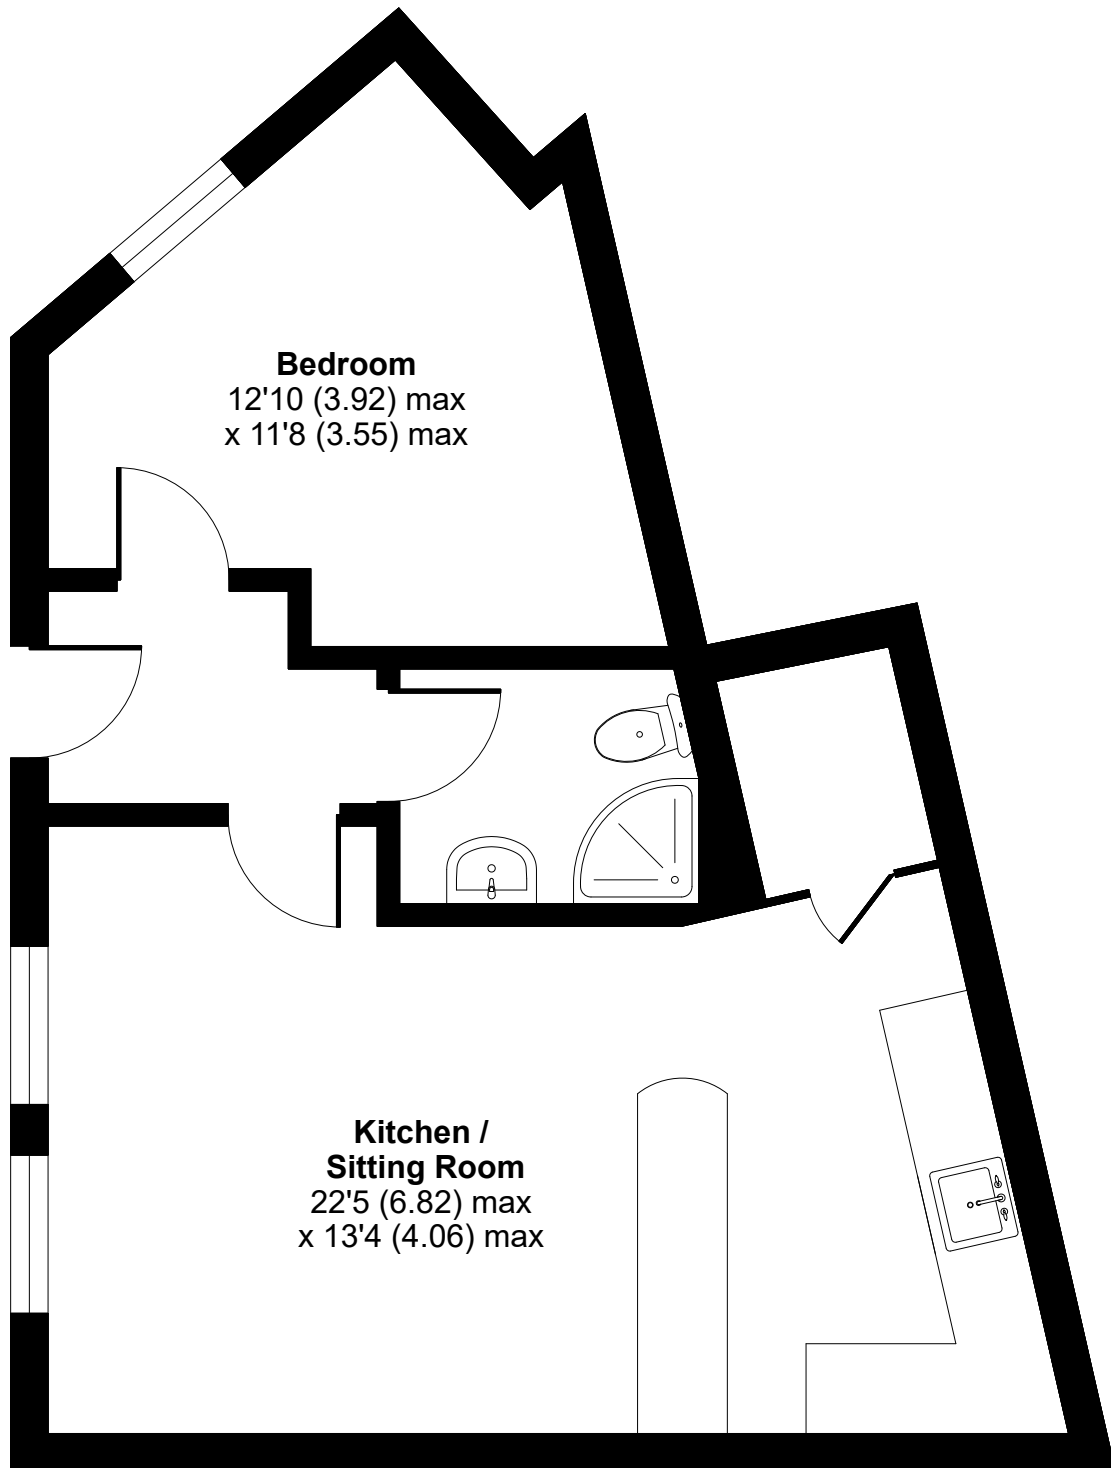 Bedroom
12'10 (3.92) max
x 11'8 (3.55) max
Kitchen /
Sitting Room
22'5 (6.82) max
x 13'4 (4.06) max